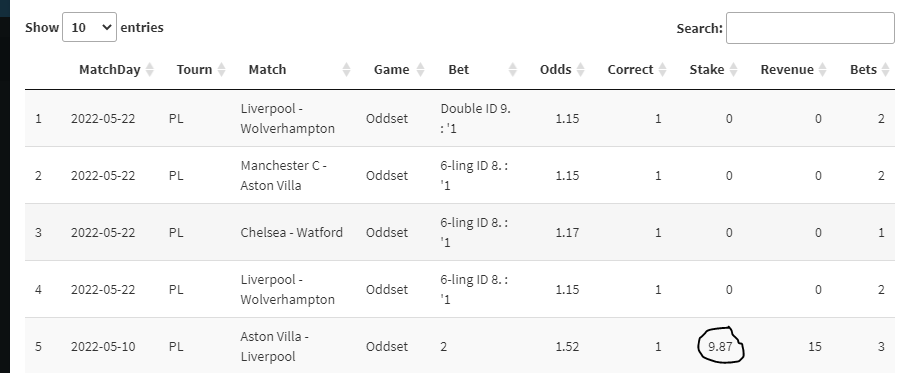 Show 10 entries Search:
MatchDay Tourn Match Game Bet Odds Correct Stake Revenue Bets
1 2022-05-22 PL Liverpool - Wolverhampton Oddset Double ID 9. : '1 1.15 1 0 0 2
2 2022-05-22 PL Manchester C - Aston Villa Oddset 6-ling ID 8. : '1 1.15 1 0 0 2
3 2022-05-22 PL Chelsea - Watford Oddset 6-ling ID 8. : '1 1.17 1 0 0 1
4 2022-05-22 PL Liverpool - Wolverhampton Oddset 6-ling ID 8. : '1 1.15 1 0 0 2
5 2022-05-10 PL Aston Villa - Liverpool Oddset 2 1.52 1 9.87 15 3